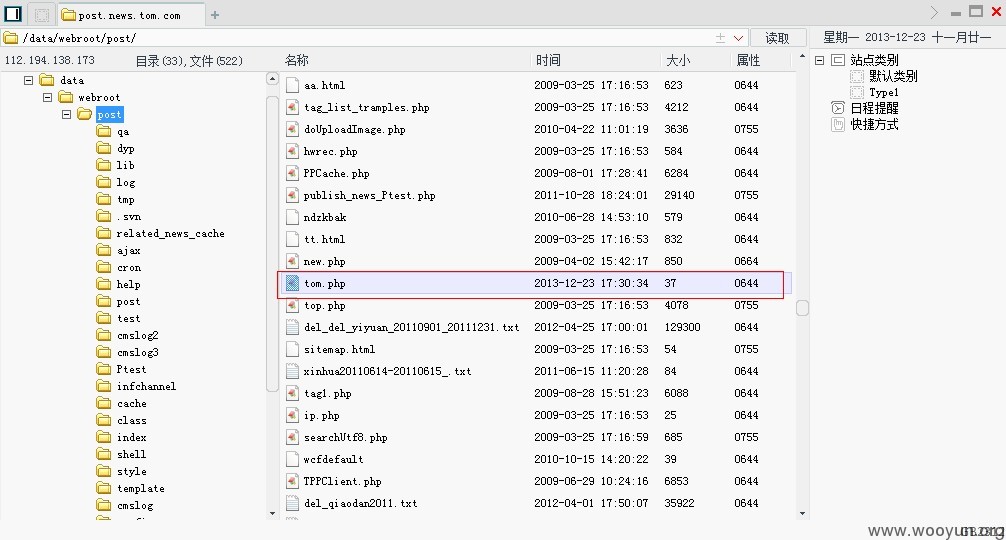 post.news.tom.com
/data/webroot/post/
读取
星期一 2013-12-23 十一月廿一
112.194.138.173
目录(33),文件(522)
名称 时间 大小 属性
data
webroot
post
qa
dyp
lib
log
tmp
.svn
related_news_cache
ajax
cron
help
post
test
cmslog2
cmslog3
Ptest
infchannel
cache
class
index
shell
style
template
cmslog
aa.html 2009-03-25 17:16:53 623 0644
tag_list_tramples.php 2009-03-25 17:16:53 4212 0644
doUploadImage.php 2010-04-22 11:01:19 3636 0755
hwrec.php 2009-03-25 17:16:53 584 0644
PPCache.php 2009-08-01 17:28:41 6284 0644
publish_news_Ptest.php 2011-10-28 18:24:01 29140 0755
ndzkbak 2010-06-28 14:53:10 579 0644
tt.html 2009-03-25 17:16:53 832 0644
new.php 2009-04-02 15:42:17 850 0664
tom.php 2013-12-23 17:30:34 37 0644
top.php 2009-03-25 17:16:53 4078 0755
del_del_yiyuan_20110901_20111231.txt 2012-04-25 17:00:01 129300 0644
sitemap.html 2009-03-25 17:16:53 54 0755
xinhua20110614-20110615_.txt 2011-06-15 11:20:28 84 0644
tag1.php 2009-08-28 15:51:23 6088 0644
ip.php 2009-03-25 17:16:53 25 0644
searchUtf8.php 2009-03-25 17:16:59 685 0755
wcfdefault 2010-10-15 14:20:22 39 0644
TPPClient.php 2009-06-29 10:24:16 6853 0644
del_qiaodan2011.txt 2012-04-01 17:50:07 35922 0644
站点类别
默认类别
Type1
日程提醒
快捷方式
www.wooyun.org
GB2312